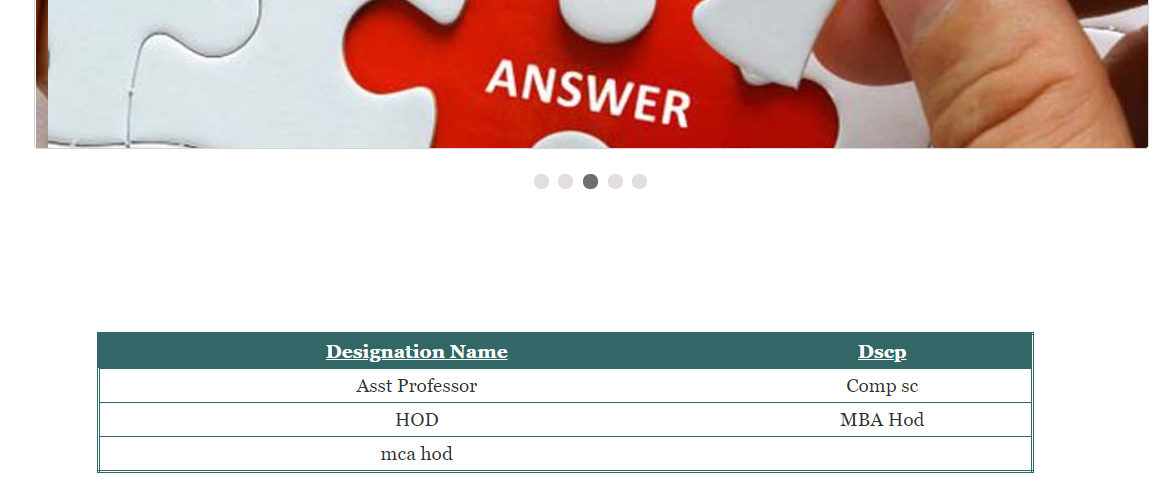 ANSWER
Designation Name Dscp
Asst Professor Comp sc
HOD MBA Hod
mca hod